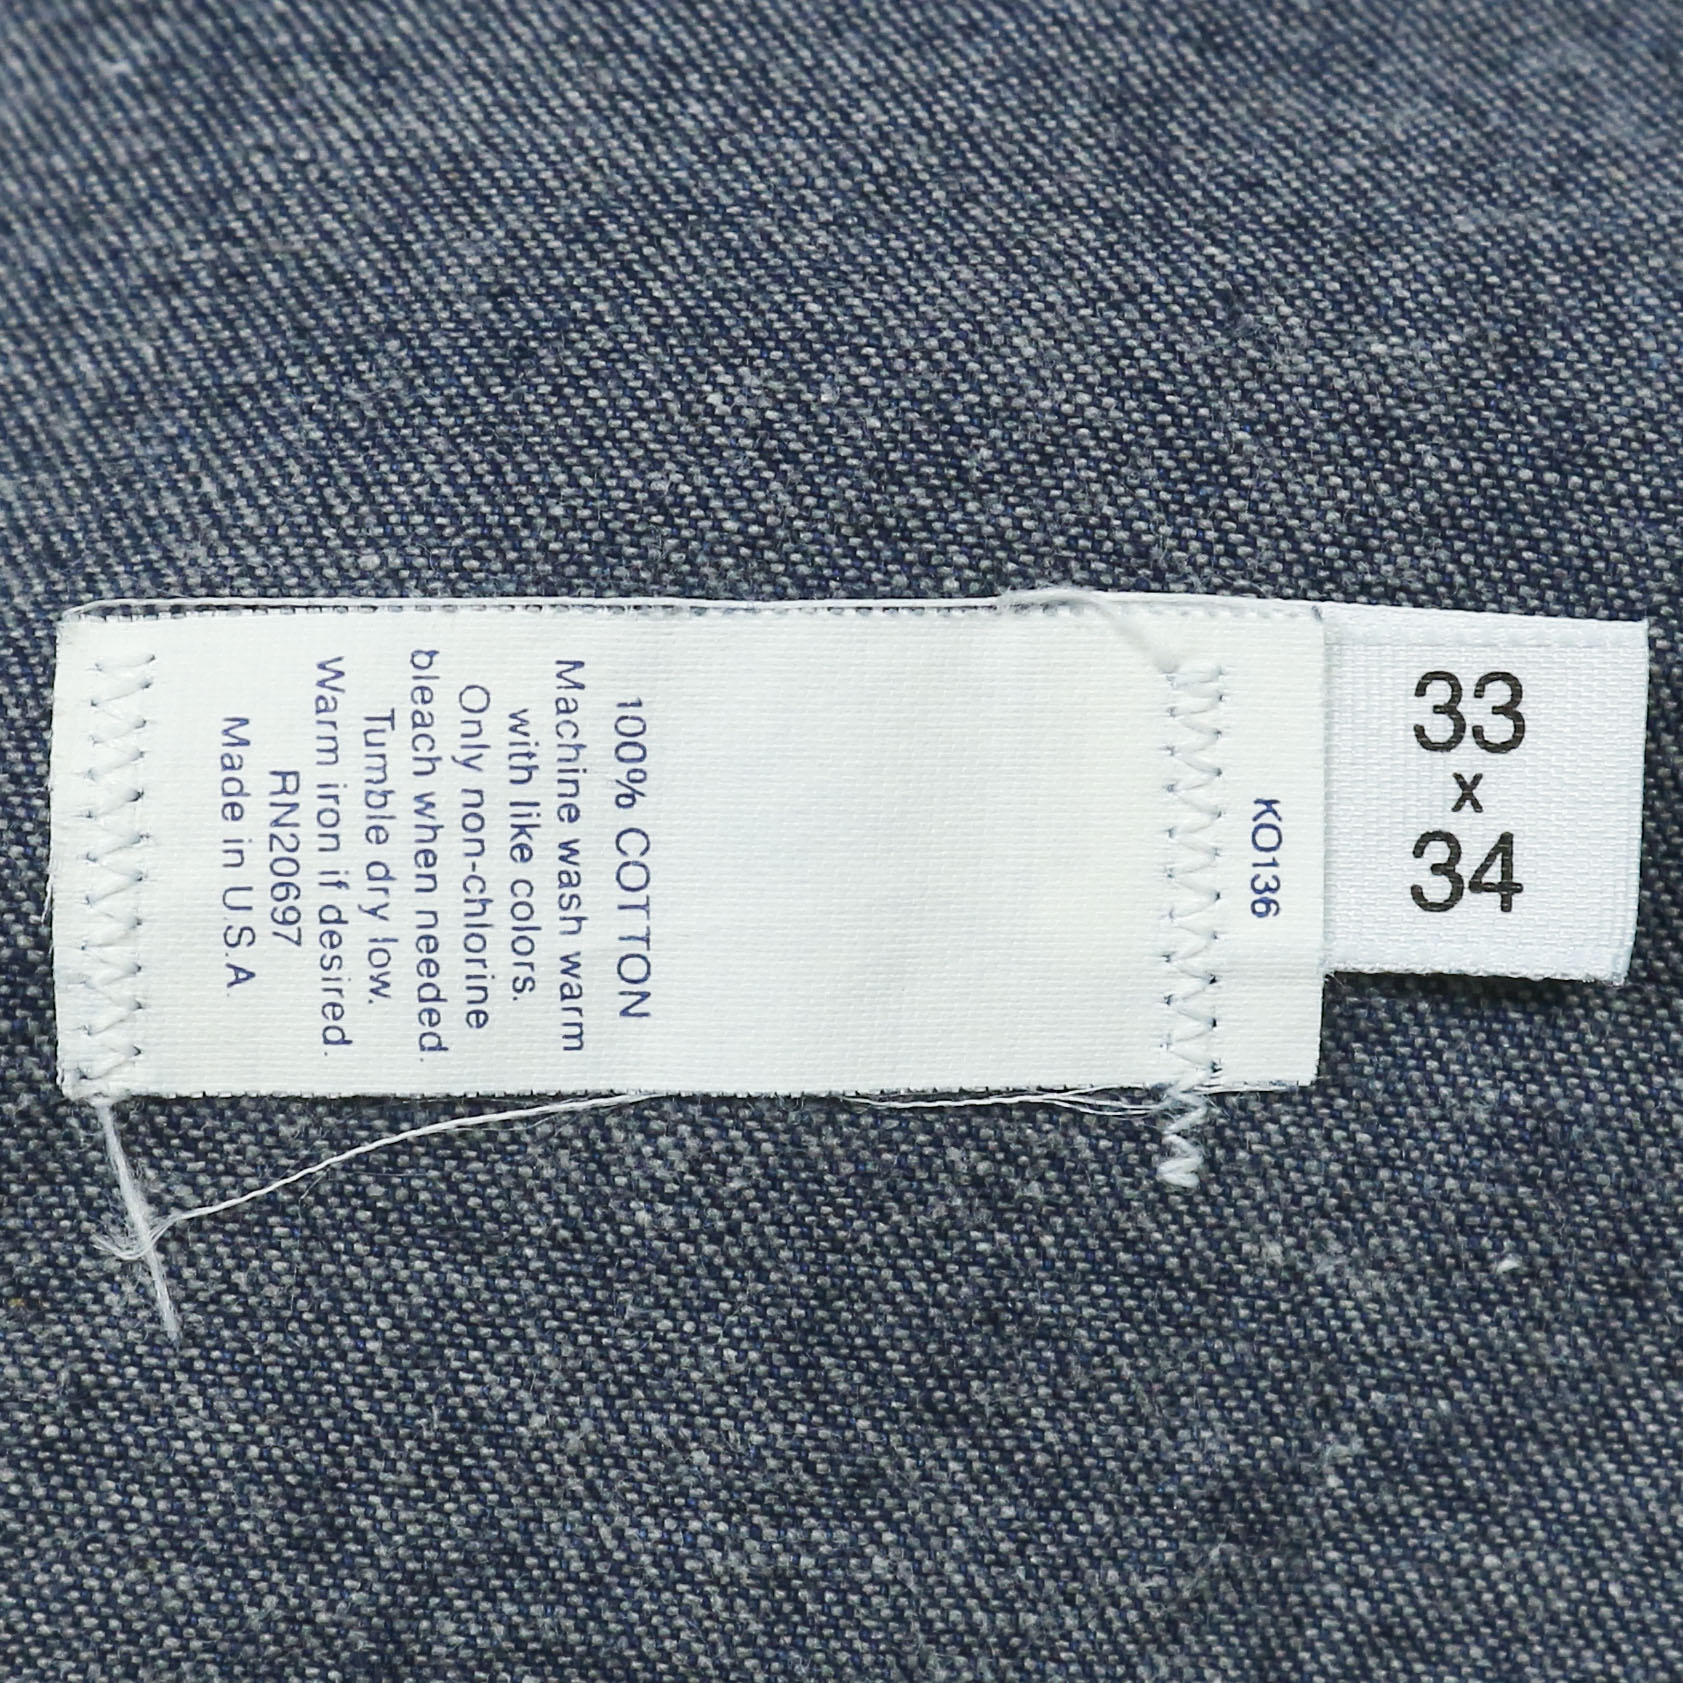 33
x
34
KO136
100% COTTON
Machine wash warm
with like colors.
Only non-chlorine
bleach when needed.
Tumble dry low.
Warm iron if desired.
RN20697
Made in U.S.A.